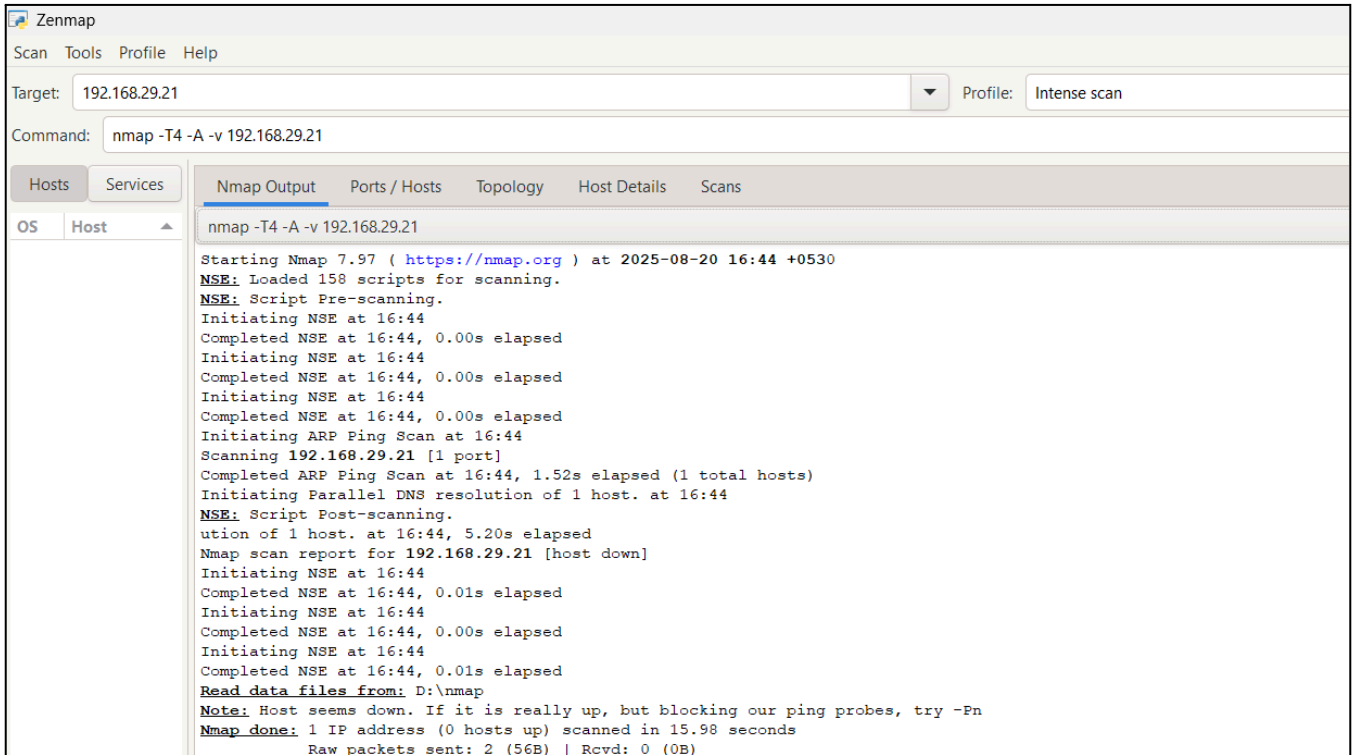 Zenmap
Scan Tools Profile Help
Target: 192.168.29.21 Profile: Intense scan
Command: nmap -T4 -A -v 192.168.29.21
Hosts Services Nmap Output Ports / Hosts Topology Host Details Scans
OS Host nmap -T4 -A -v 192.168.29.21
Starting Nmap 7.97 ( https://nmap.org ) at 2025-08-20 16:44 +0530
NSE: Loaded 158 scripts for scanning.
NSE: Script Pre-scanning.
Initiating NSE at 16:44
Completed NSE at 16:44, 0.00s elapsed
Initiating NSE at 16:44
Completed NSE at 16:44, 0.00s elapsed
Initiating NSE at 16:44
Completed NSE at 16:44, 0.00s elapsed
Initiating ARP Ping Scan at 16:44
Scanning 192.168.29.21 [1 port]
Completed ARP Ping Scan at 16:44, 1.52s elapsed (1 total hosts)
Initiating Parallel DNS resolution of 1 host. at 16:44
NSE: Script Post-scanning.
ution of 1 host. at 16:44, 5.20s elapsed
Nmap scan report for 192.168.29.21 [host down]
Initiating NSE at 16:44
Completed NSE at 16:44, 0.01s elapsed
Initiating NSE at 16:44
Completed NSE at 16:44, 0.00s elapsed
Initiating NSE at 16:44
Completed NSE at 16:44, 0.01s elapsed
Read data files from: D:\nmap
Note: Host seems down. If it is really up, but blocking our ping probes, try -Pn
Nmap done: 1 IP address (0 hosts up) scanned in 15.98 seconds
Raw packets sent: 2 (56B) | Rcvd: 0 (0B)